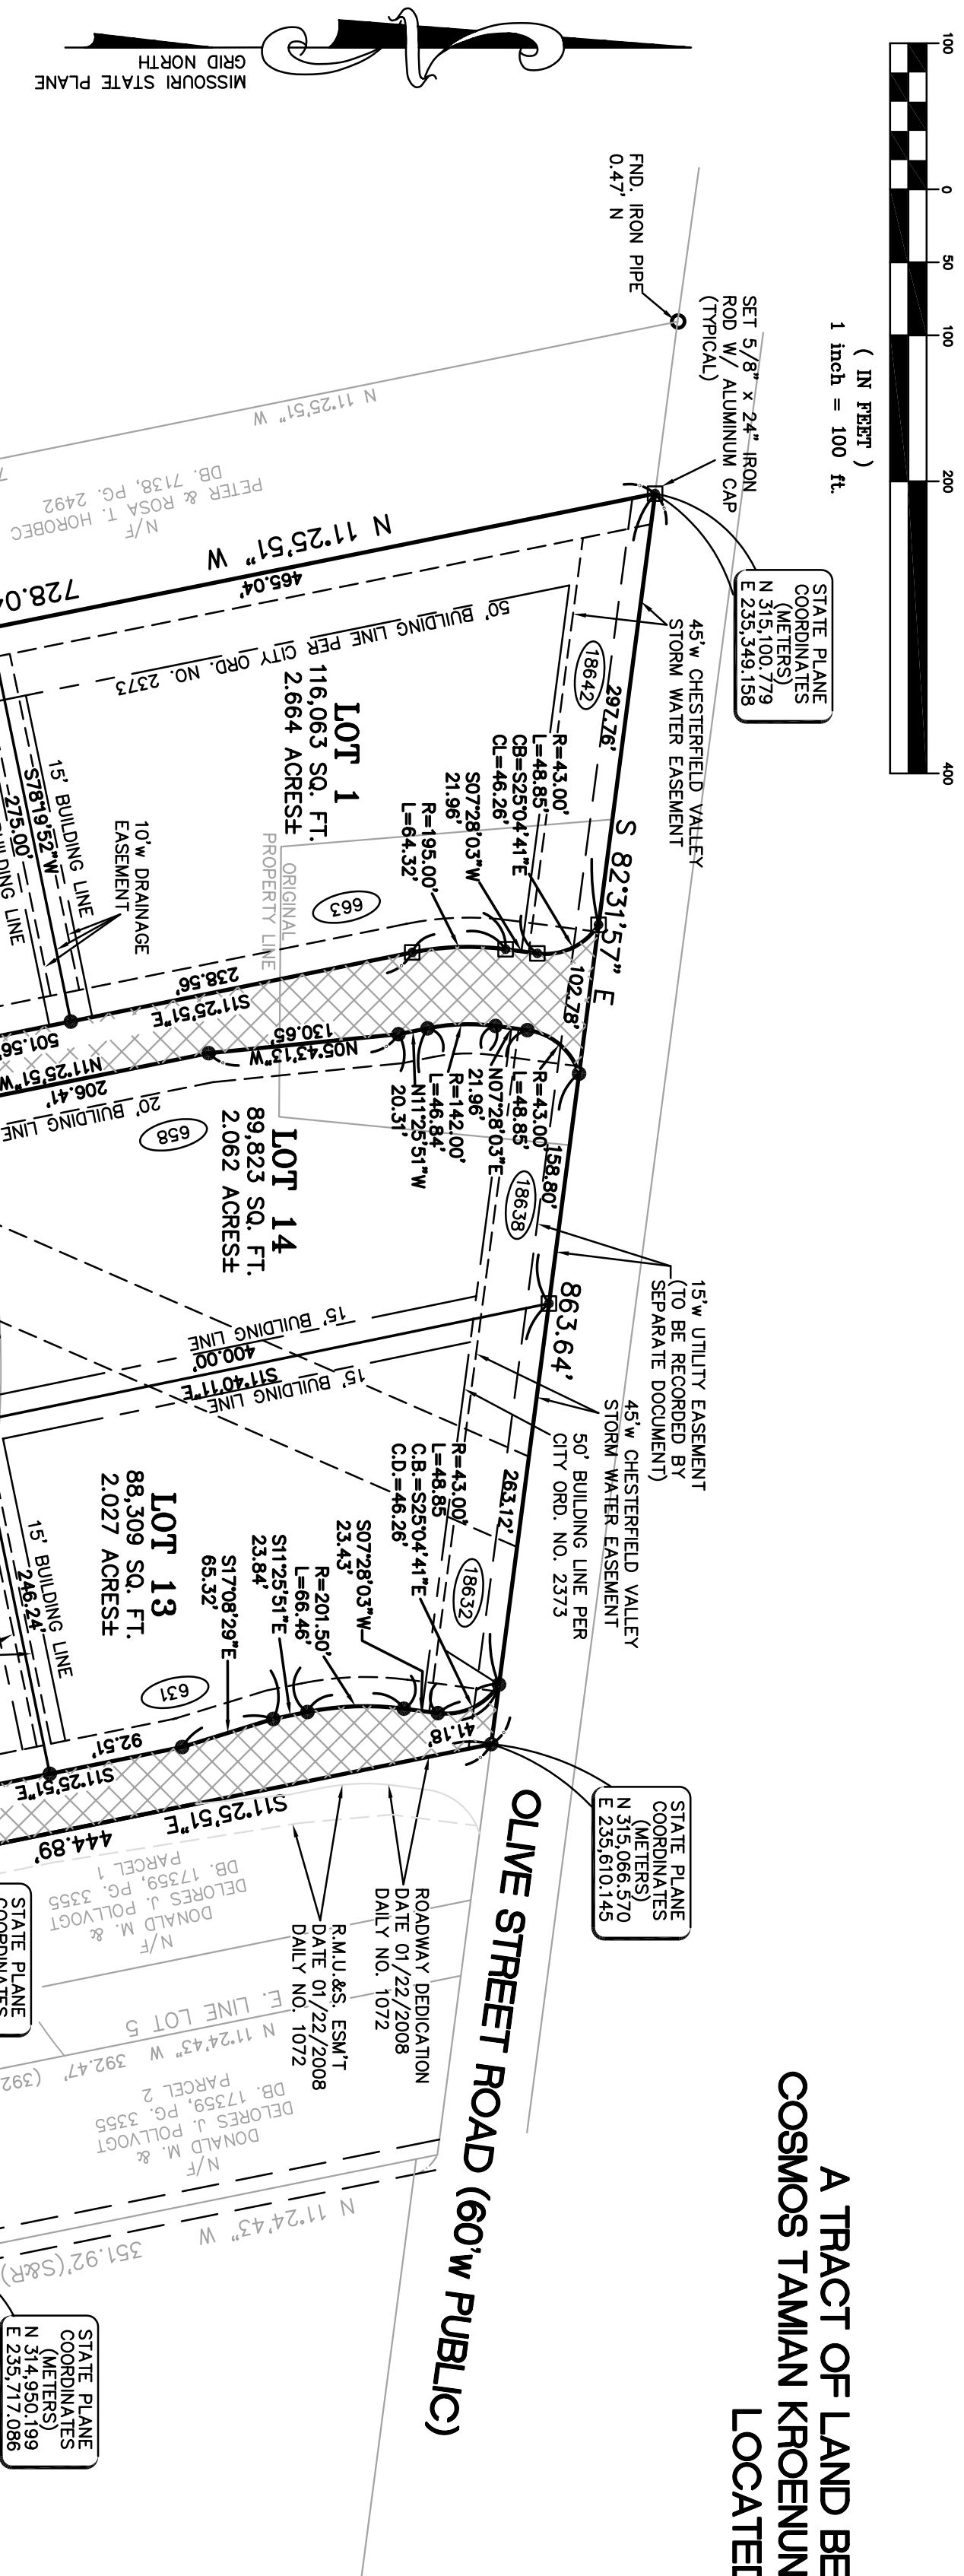 A TRACT OF LAND BE
COSMOS TAMIAN KROENUN
LOCATED
100
0
50
100
200
400
( IN FEET )
1 inch = 100 ft.
MISSOURI STATE PLANE
GRID NORTH
FND. IRON PIPE
0.47' N
SET 5/8" x 24" IRON
ROD W/ ALUMINUM CAP
(TYPICAL)
STATE PLANE
COORDINATES
(METERS)
N 315,100.779
E 235,349.158
45'w CHESTERFIELD VALLEY
STORM WATER EASEMENT
N 11°25'51" W
N/F
PETER & ROSA T. HOROBEC
DB. 7138, PG. 2492
N 11°25'51" W
728.04
465.04'
50' BUILDING LINE PER CITY ORD. NO. 2373
18642
297.76'
S 82°31'57" E
863.64'
LOT 1
116,063 SQ. FT.
2.664 ACRES±
R=43.00'
L=48.85'
CB=S25°04'41"E
CL=46.26'
S07°28'03"W
21.96'
R=195.00'
L=64.32'
ORIGINAL
PROPERTY LINE
663
15' BUILDING LINE
S78°19'52"W
275.00'
BUILDING LINE
10'w DRAINAGE
EASEMENT
238.56'
S11°25'51"E
501.56'
102.78'
N05°43'13"W
130.65'
N11°25'51"W
206.41'
20' BUILDING LINE
658
R=43.00'
L=48.85'
N07°28'03"E
21.96'
R=142.00'
L=46.84'
N11°25'51"W
20.31'
158.80'
18638
LOT 14
89,823 SQ. FT.
2.062 ACRES±
15'w UTILITY EASEMENT
(TO BE RECORDED BY
SEPARATE DOCUMENT)
45'w CHESTERFIELD VALLEY
STORM WATER EASEMENT
50' BUILDING LINE PER
CITY ORD. NO. 2373
15' BUILDING LINE
400.00'
S11°40'11"E
15' BUILDING LINE
263.12'
18632
R=43.00'
L=48.85
C.B.=S25°04'41"E
C.D.=46.26'
S07°28'03"W
23.43'
R=201.50'
L=66.46'
S11°25'51"E
23.84'
S17°08'29"E
65.32'
LOT 13
88,309 SQ. FT.
2.027 ACRES±
15' BUILDING LINE
246.24'
631
92.51'
S11°25'51"E
41.18'
S11°25'51"E
444.89'
STATE PLANE
COORDINATES
(METERS)
N 315,066.570
E 235,610.145
OLIVE STREET ROAD (60'w PUBLIC)
ROADWAY DEDICATION
DATE 01/22/2008
DAILY NO. 1072
R.M.U.&S. ESM'T
DATE 01/22/2008
DAILY NO. 1072
N/F
DONALD M. &
DELORES J. POLLVOGT
DB. 17359, PG. 3355
PARCEL 1
E. LINE LOT 5
N 11°24'43" W 392.47' (392
N/F
DONALD M. &
DELORES J. POLLVOGT
DB. 17359, PG. 3355
PARCEL 2
N 11°24'43" W 351.92'(S&R)
STATE PLANE
COORDINATES
STATE PLANE
COORDINATES
(METERS)
N 314,950.199
E 235,717.086